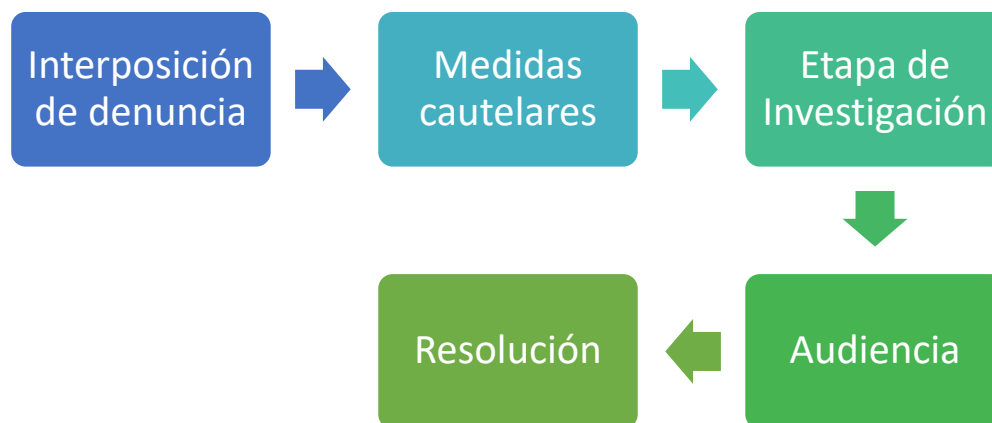 Interposición
de denuncia
Medidas
cautelares
Etapa de
Investigación
Audiencia
Resolución